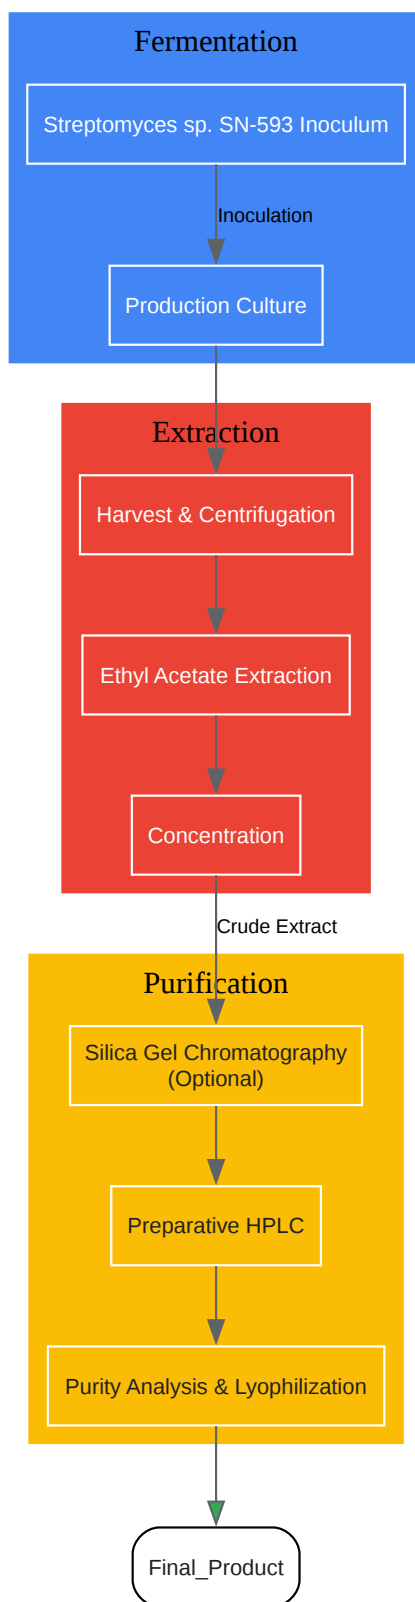 Fermentation
Streptomyces sp. SN-593 Inoculum
Inoculation
Production Culture
Extraction
Harvest & Centrifugation
Ethyl Acetate Extraction
Concentration
Crude Extract
Purification
Silica Gel Chromatography
(Optional)
Preparative HPLC
Purity Analysis & Lyophilization
Final_Product